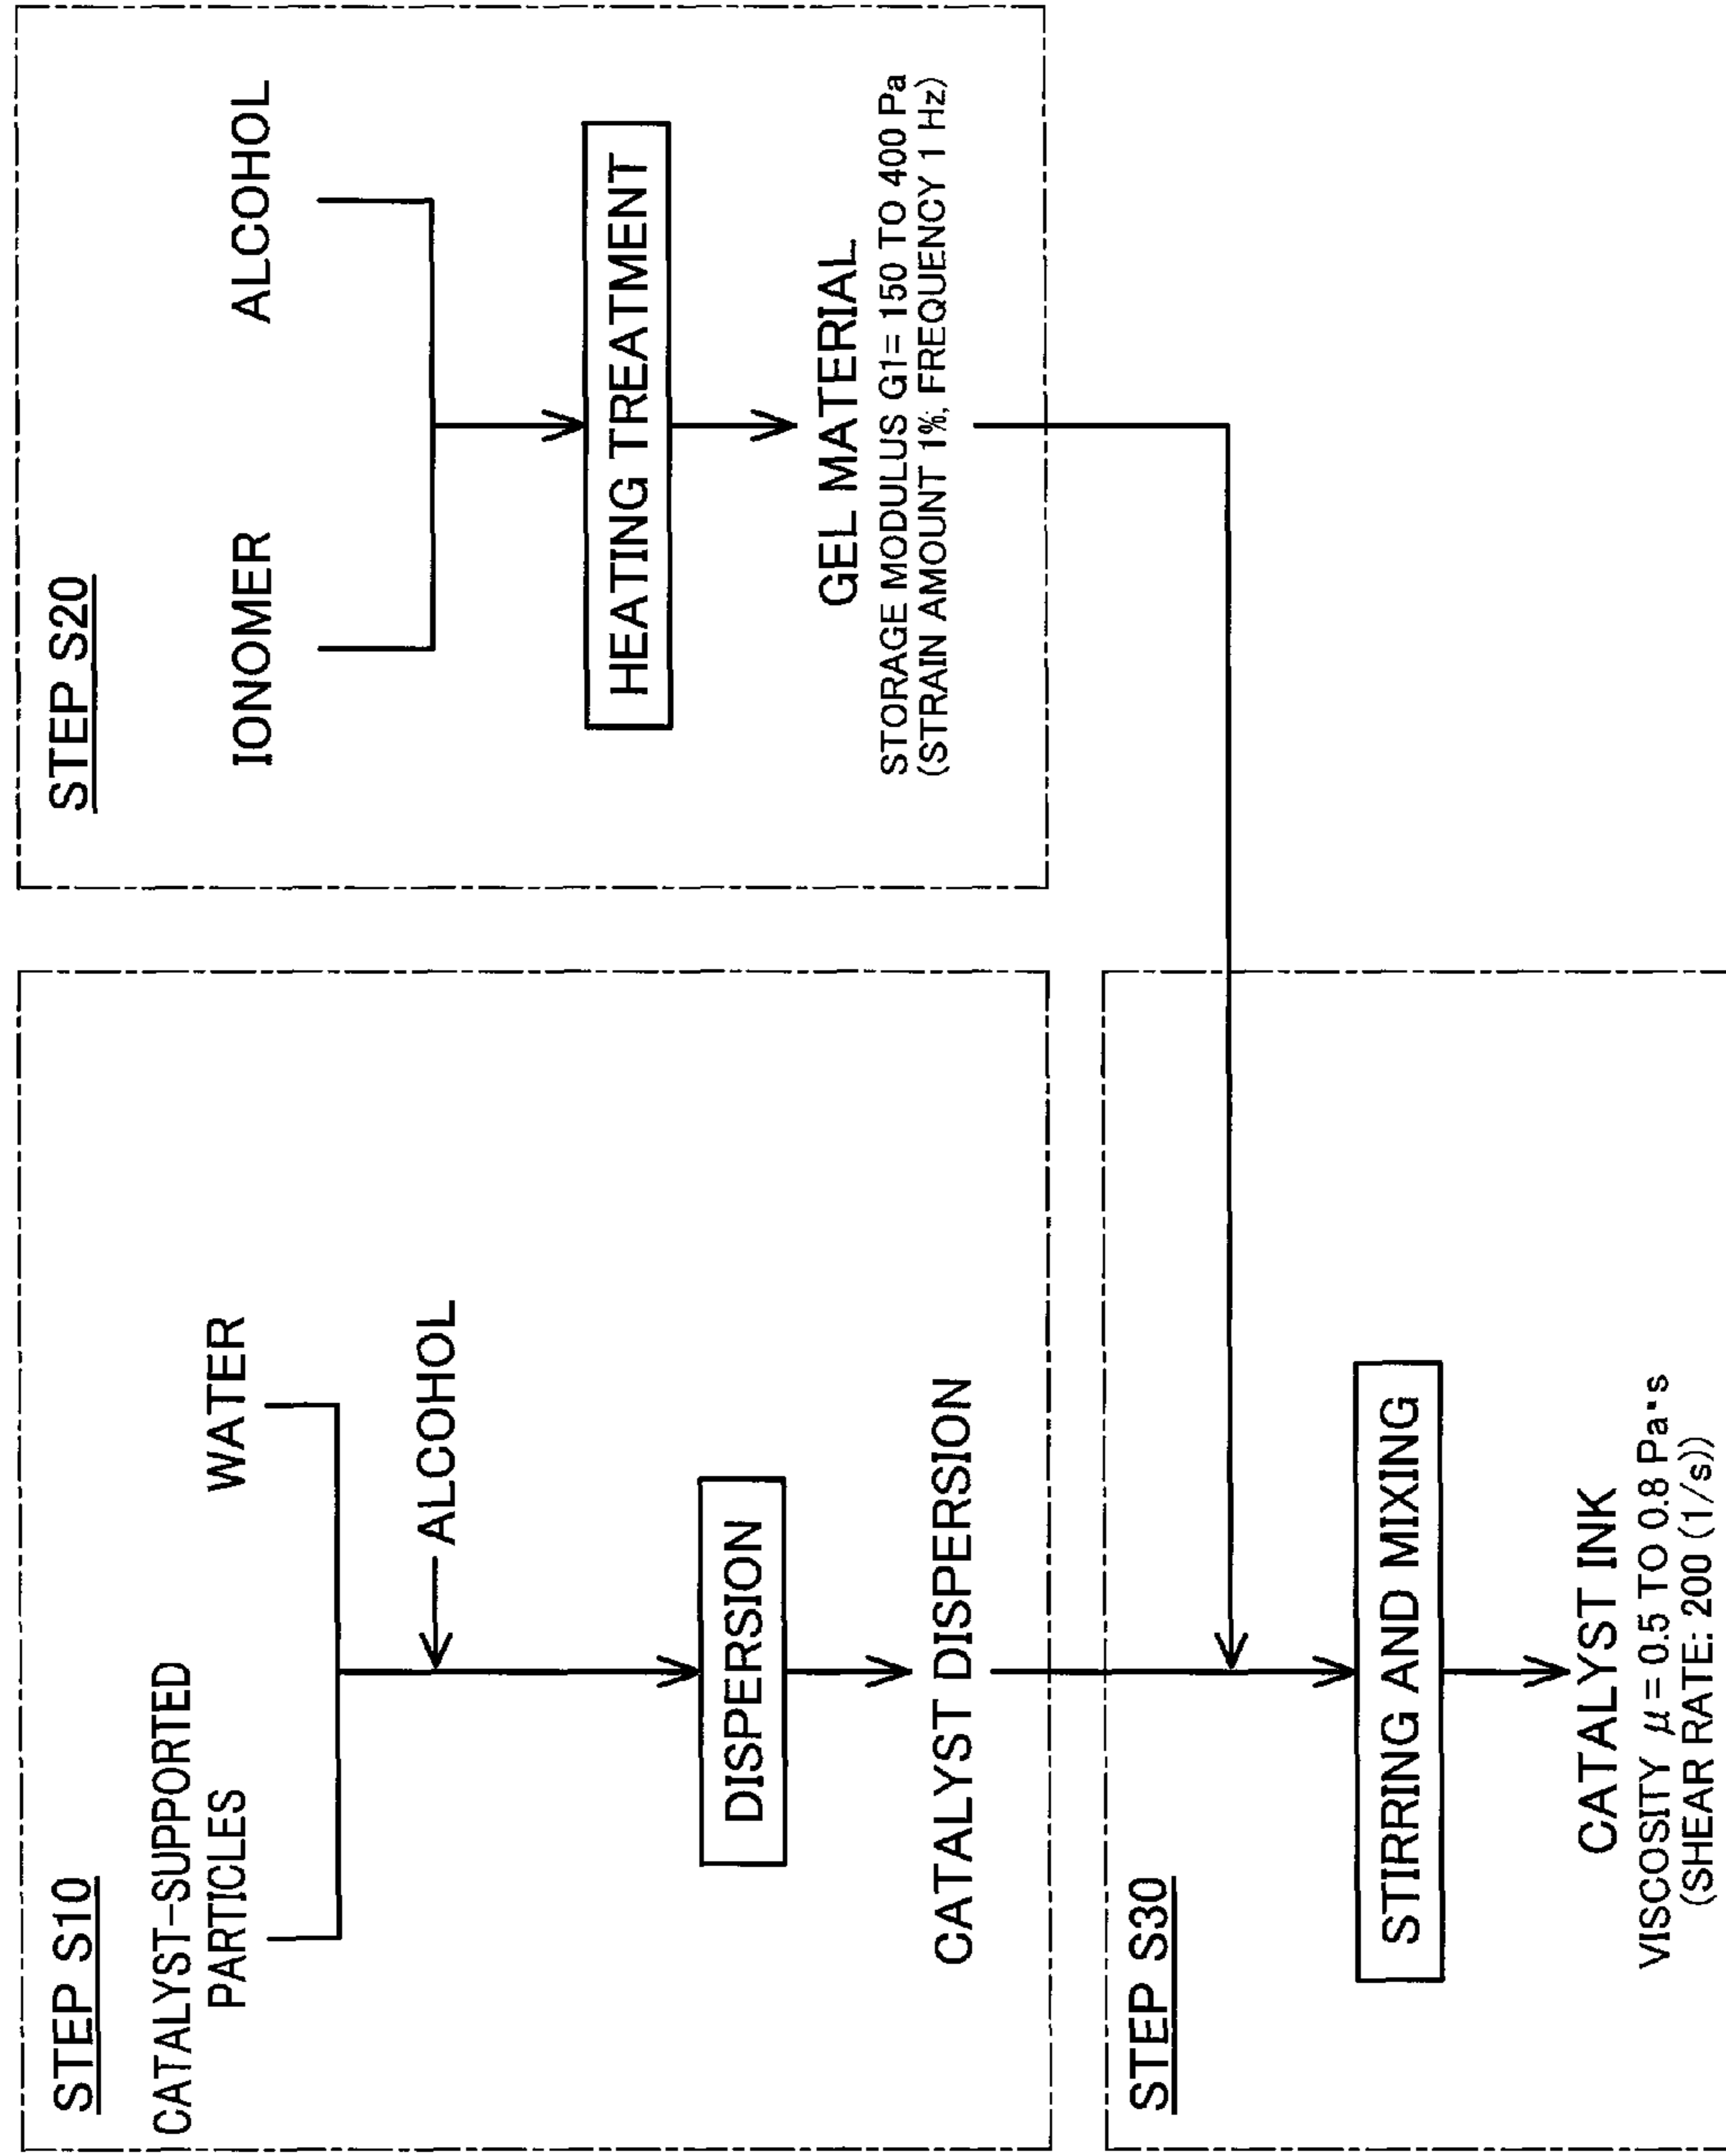 STEP S10
CATALYST-SUPPORTED
PARTICLES
WATER
ALCOHOL
DISPERSION
CATALYST DISPERSION
STEP S20
IONOMER
ALCOHOL
HEATING TREATMENT
GEL MATERIAL
STORAGE MODULUS G1= 150 TO 400 Pa
(STRAIN AMOUNT 1%, FREQUENCY 1 Hz)
STEP S30
STIRRING AND MIXING
CATALYST INK
VISCOSITY μ = 0.5 TO 0.8 Pa·s
(SHEAR RATE: 200 (1/s))